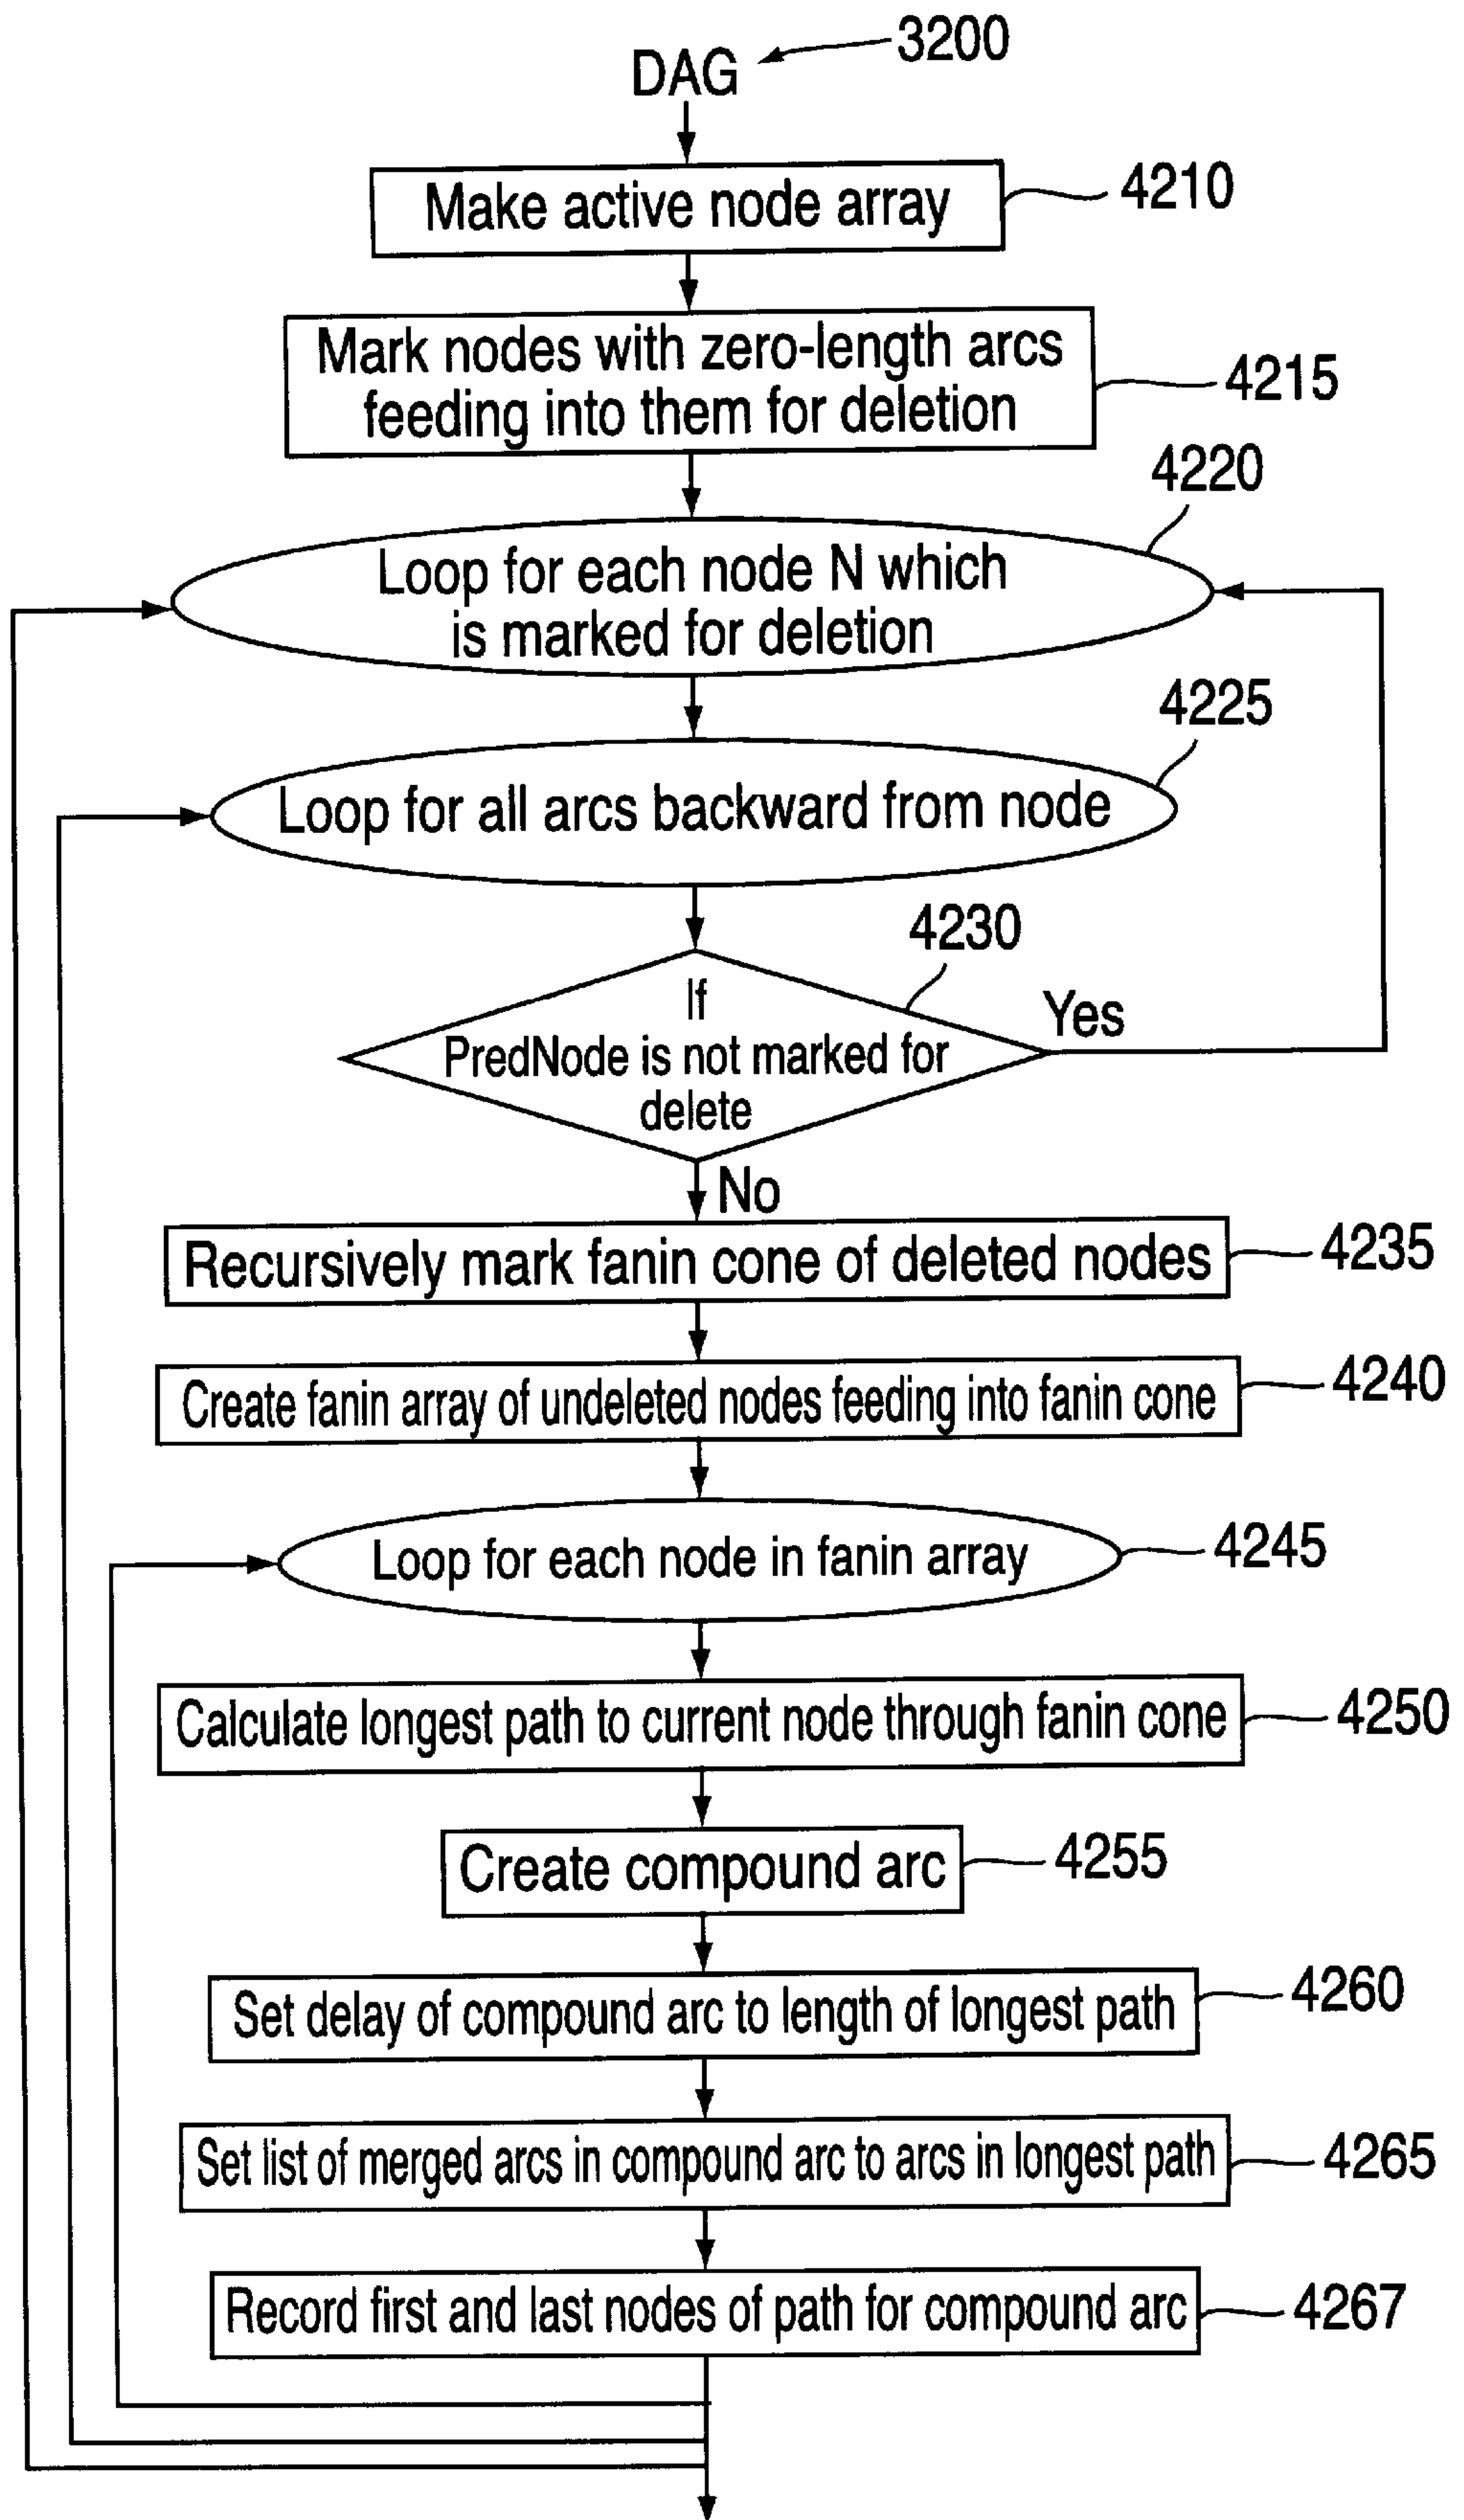 3200
DAG
Make active node array
4210
Mark nodes with zero-length arcs
feeding into them for deletion
4215
4220
Loop for each node N which
is marked for deletion
4225
Loop for all arcs backward from node
4230
If
PredNode is not marked for
delete
Yes
No
Recursively mark fanin cone of deleted nodes
4235
Create fanin array of undeleted nodes feeding into fanin cone
4240
Loop for each node in fanin array
4245
Calculate longest path to current node through fanin cone
4250
Create compound arc
4255
Set delay of compound arc to length of longest path
4260
Set list of merged arcs in compound arc to arcs in longest path
4265
Record first and last nodes of path for compound arc
4267